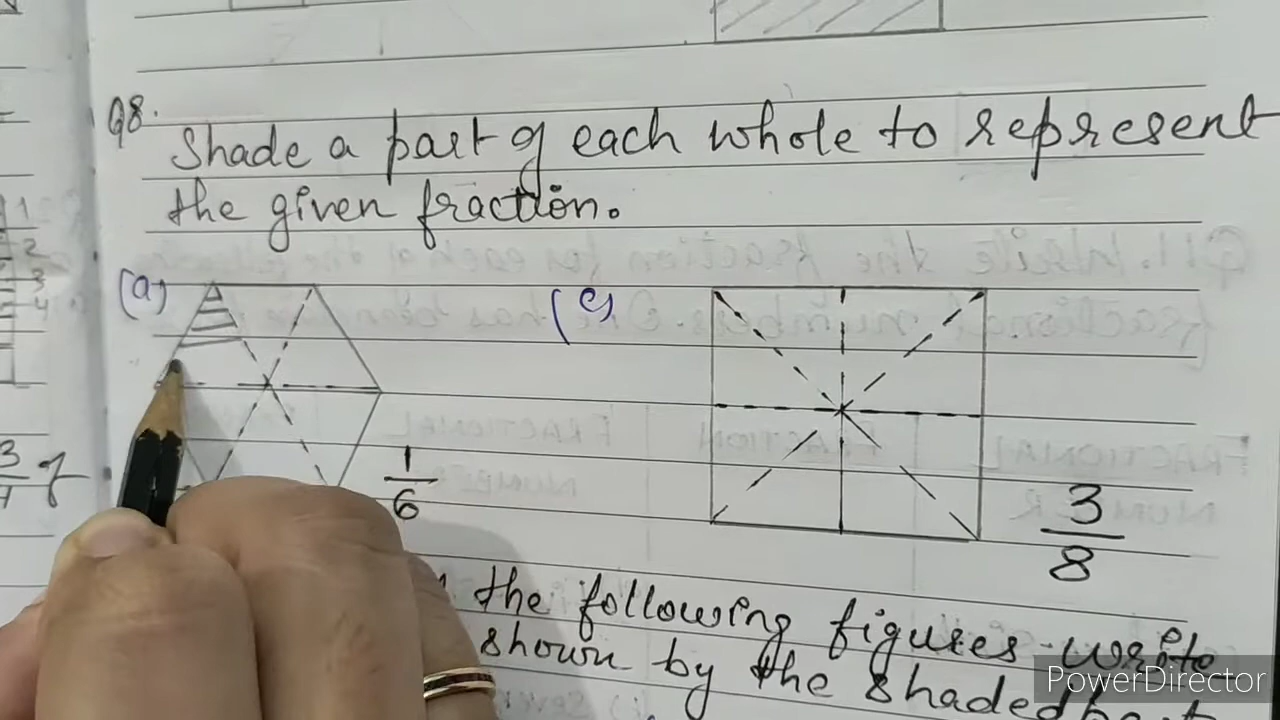 Q8.
Shade a part of each whole to represent
the given fraction.
(a)
(c)
1/6
3/8
the following figures write
shown by the shaded
PowerDirector